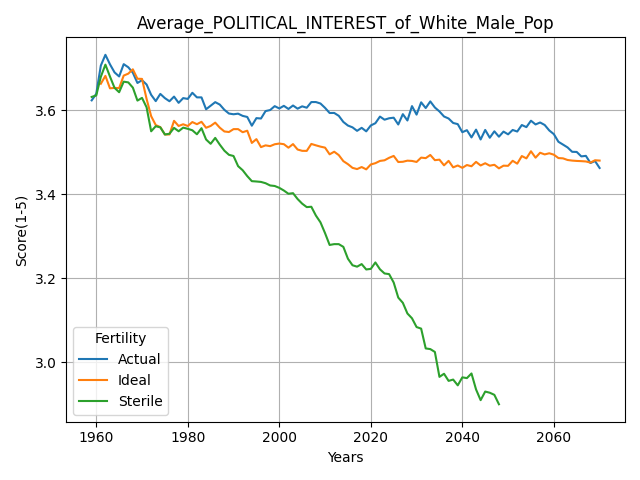 Average_POLITICAL_INTEREST_of_White_Male_Pop
Score(1-5)
3.6
3.4
3.2
3.0
Fertility
Actual
Ideal
Sterile
1960 1980 2000 2020 2040 2060
Years